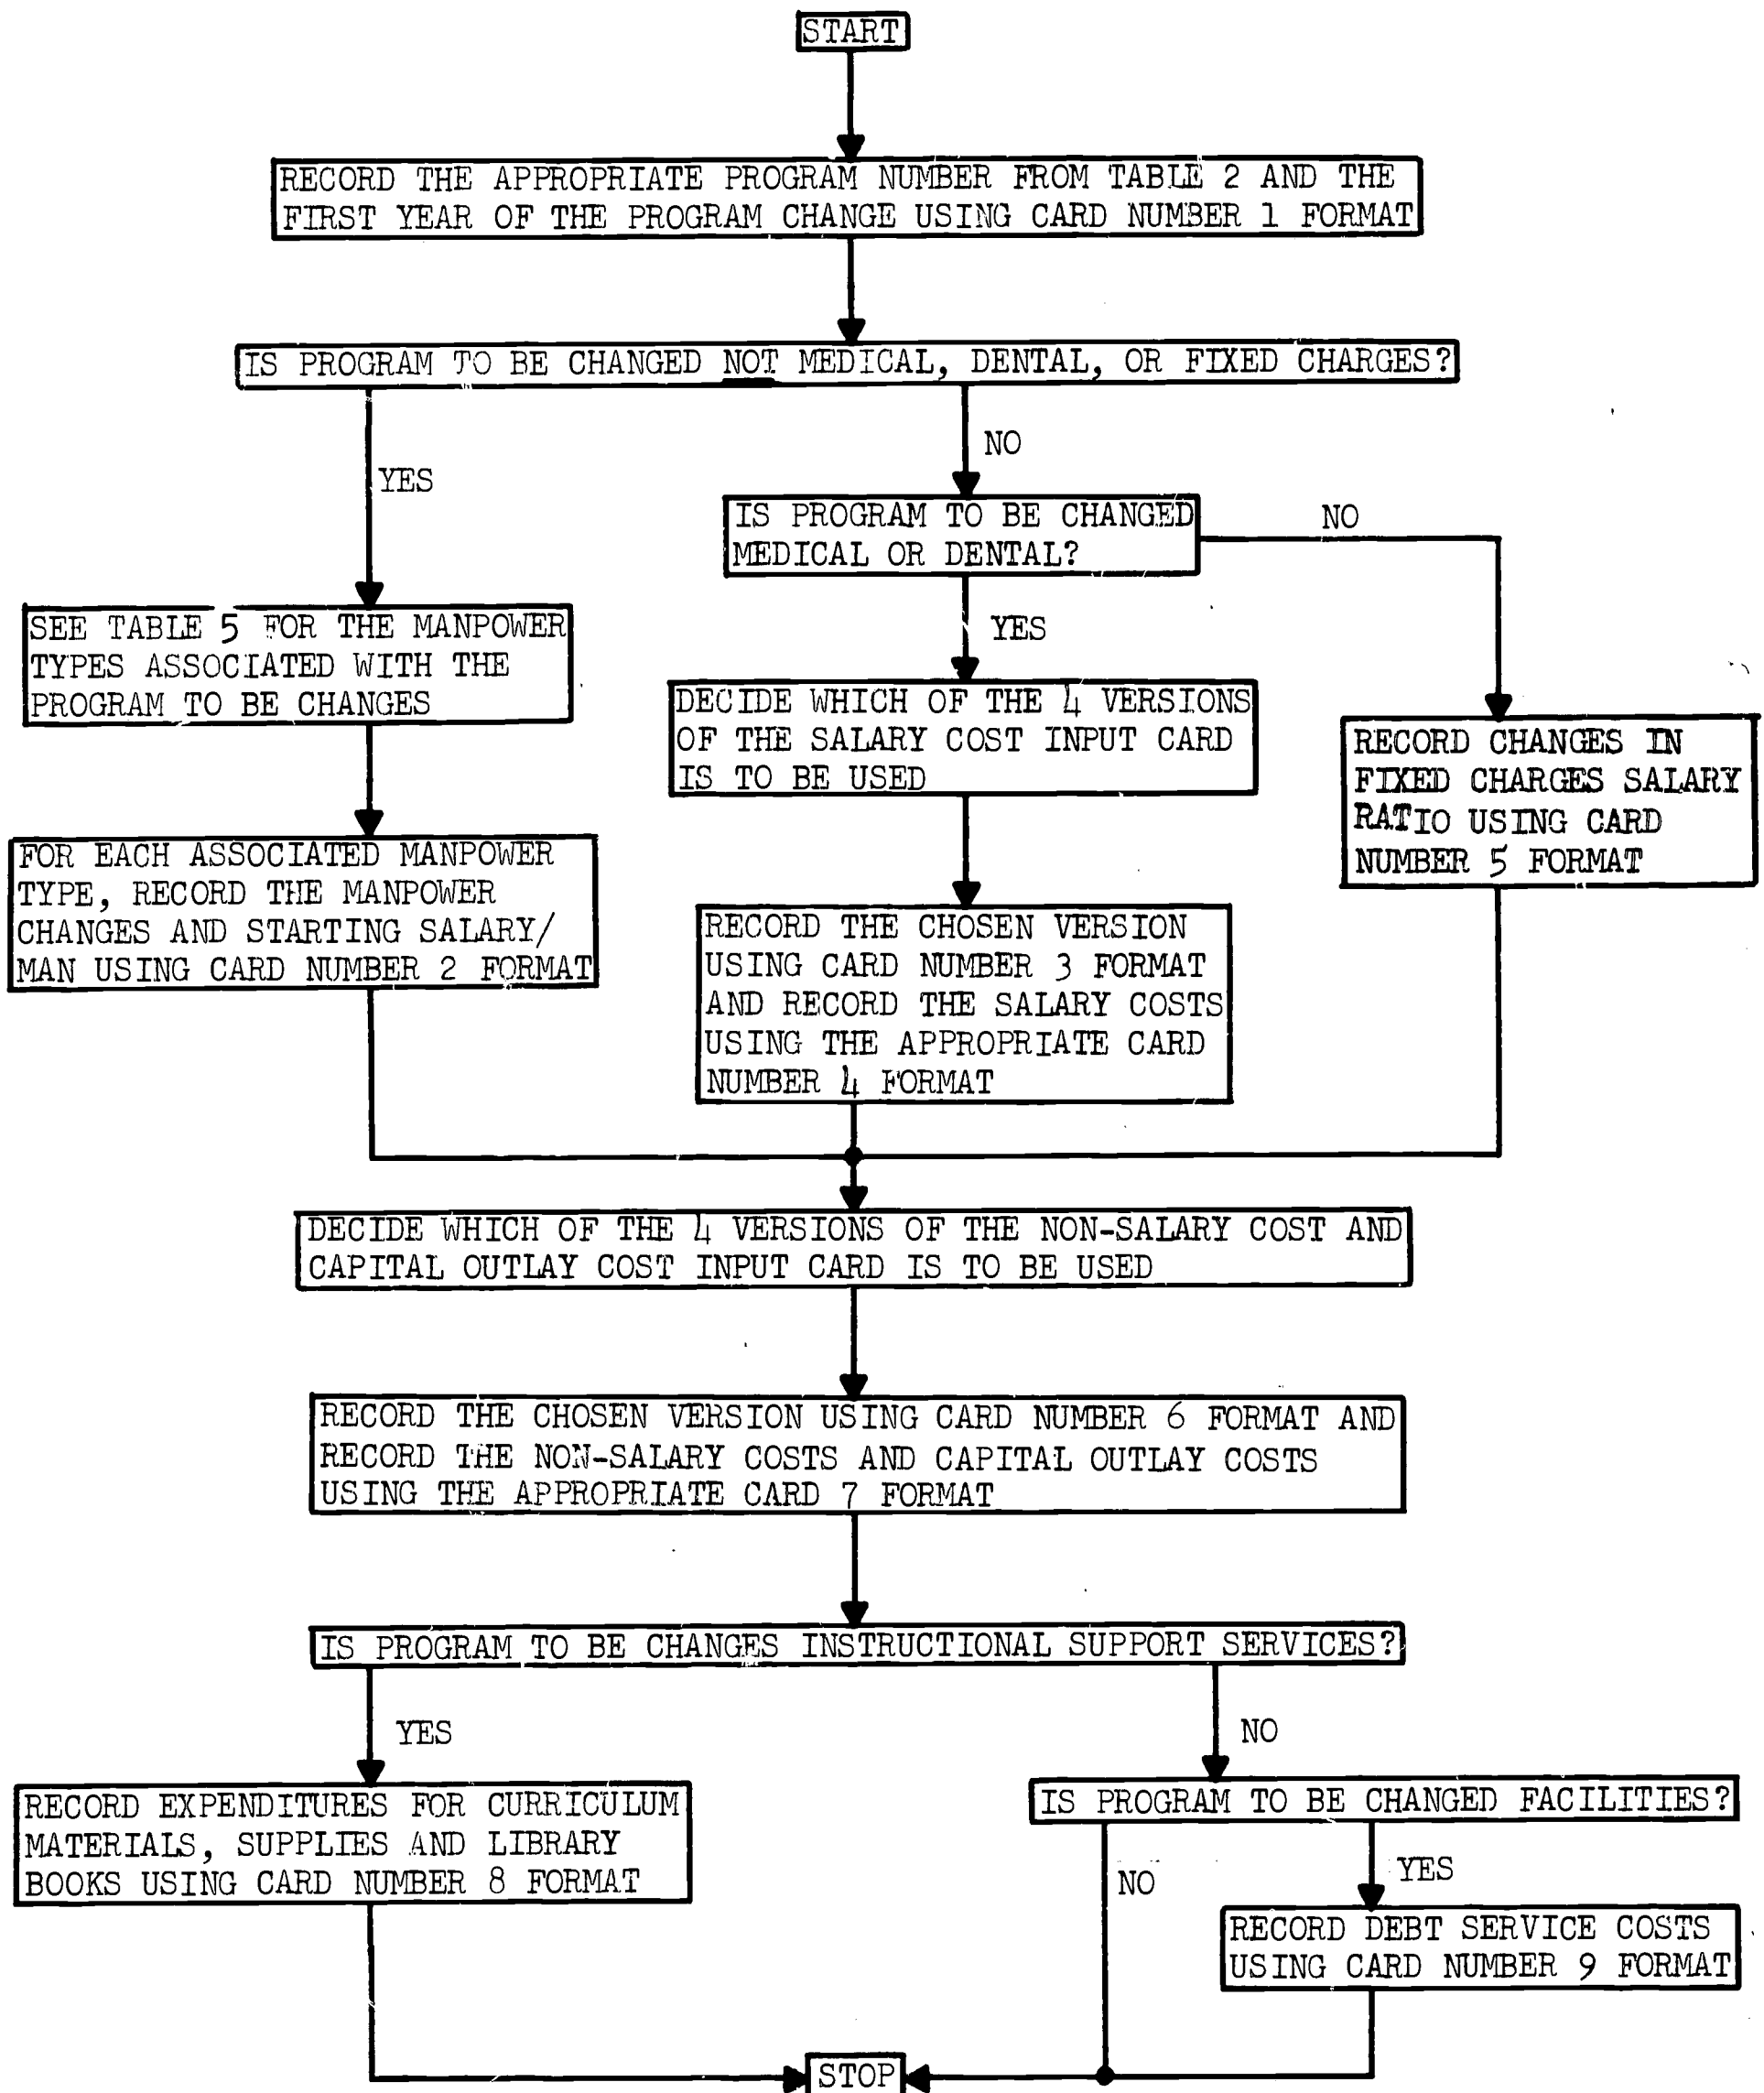 START
RECORD THE APPROPRIATE PROGRAM NUMBER FROM TABLE 2 AND THE
FIRST YEAR OF THE PROGRAM CHANGE USING CARD NUMBER 1 FORMAT
IS PROGRAM TO BE CHANGED NOT MEDICAL, DENTAL, OR FIXED CHARGES?
YES
NO
IS PROGRAM TO BE CHANGED
MEDICAL OR DENTAL?
NO
YES
SEE TABLE 5 FOR THE MANPOWER
TYPES ASSOCIATED WITH THE
PROGRAM TO BE CHANGES
DECIDE WHICH OF THE 4 VERSIONS
OF THE SALARY COST INPUT CARD
IS TO BE USED
RECORD CHANGES IN
FIXED CHARGES SALARY
RATIO USING CARD
NUMBER 5 FORMAT
FOR EACH ASSOCIATED MANPOWER
TYPE, RECORD THE MANPOWER
CHANGES AND STARTING SALARY/
MAN USING CARD NUMBER 2 FORMAT
RECORD THE CHOSEN VERSION
USING CARD NUMBER 3 FORMAT
AND RECORD THE SALARY COSTS
USING THE APPROPRIATE CARD
NUMBER 4 FORMAT
DECIDE WHICH OF THE 4 VERSIONS OF THE NON-SALARY COST AND
CAPITAL OUTLAY COST INPUT CARD IS TO BE USED
RECORD THE CHOSEN VERSION USING CARD NUMBER 6 FORMAT AND
RECORD THE NON-SALARY COSTS AND CAPITAL OUTLAY COSTS
USING THE APPROPRIATE CARD 7 FORMAT
IS PROGRAM TO BE CHANGES INSTRUCTIONAL SUPPORT SERVICES?
YES
NO
RECORD EXPENDITURES FOR CURRICULUM
MATERIALS, SUPPLIES AND LIBRARY
BOOKS USING CARD NUMBER 8 FORMAT
IS PROGRAM TO BE CHANGED FACILITIES?
NO
YES
RECORD DEBT SERVICE COSTS
USING CARD NUMBER 9 FORMAT
STOP